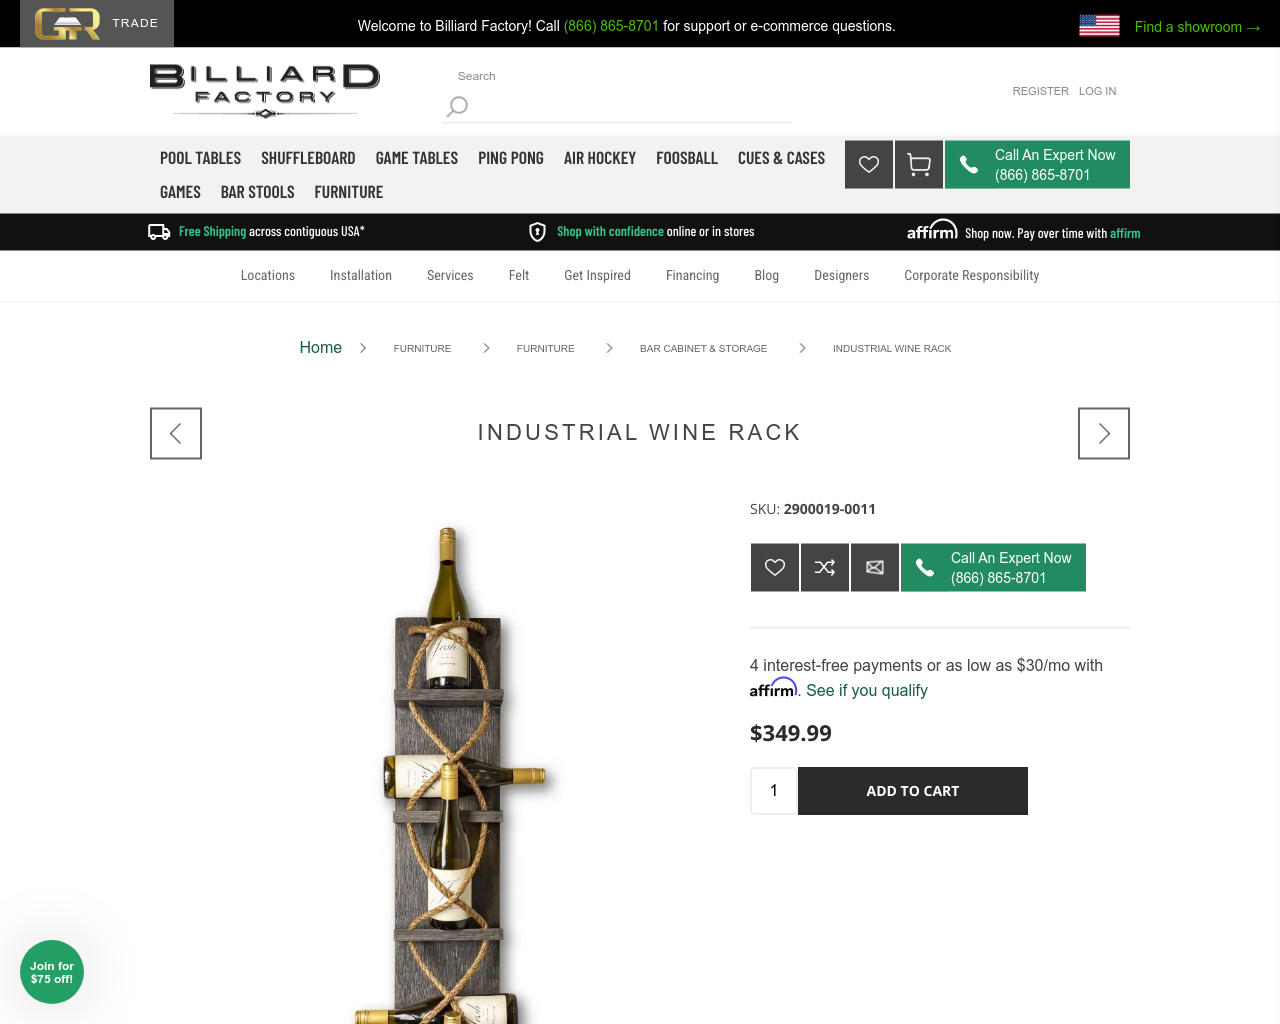 TRADE
Welcome to Billiard Factory! Call (866) 865-8701 for support or e-commerce questions.
Find a showroom →
BILLIARD
FACTORY
Search
REGISTER LOG IN
POOL TABLES SHUFFLEBOARD GAME TABLES PING PONG AIR HOCKEY FOOSBALL CUES & CASES
GAMES BAR STOOLS FURNITURE
Call An Expert Now
(866) 865-8701
Free Shipping across contiguous USA*
Shop with confidence online or in stores
affirm Shop now. Pay over time with affirm
Locations Installation Services Felt Get Inspired Financing Blog Designers Corporate Responsibility
Home FURNITURE FURNITURE BAR CABINET & STORAGE INDUSTRIAL WINE RACK
INDUSTRIAL WINE RACK
SKU: 2900019-0011
Call An Expert Now
(866) 865-8701
4 interest-free payments or as low as $30/mo with
affirm. See if you qualify
$349.99
1 ADD TO CART
Josh
Join for
$75 off!